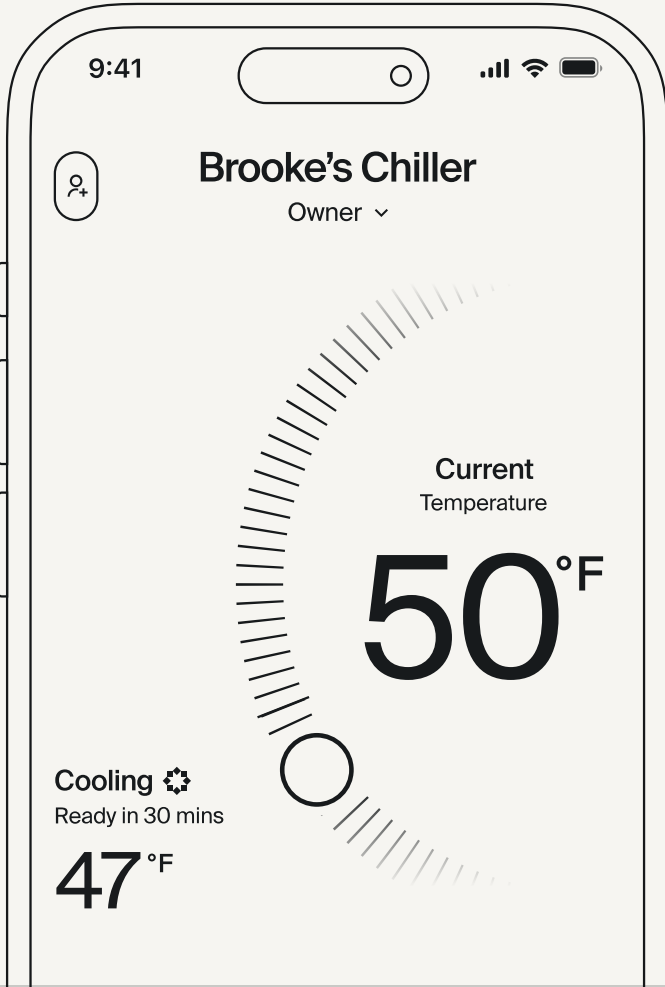 9:41
Brooke’s Chiller
Owner
Current
Temperature
50°F
Cooling
Ready in 30 mins
47°F